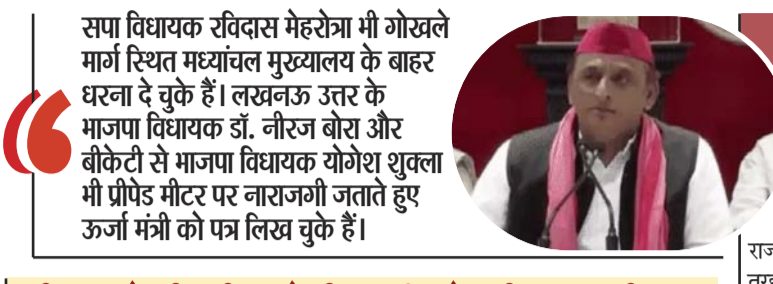 सपा विधायक रविदास मेहरोत्रा भी गोखले
मार्ग स्थित मध्यांचल मुख्यालय के बाहर
धरना दे चुके हैं। लखनऊ उत्तर के
भाजपा विधायक डॉ. नीरज बोरा और
बीकेटी से भाजपा विधायक योगेश शुक्ला
भी प्रीपेड मीटर पर नाराजगी जताते हुए
ऊर्जा मंत्री को पत्र लिख चुके हैं।